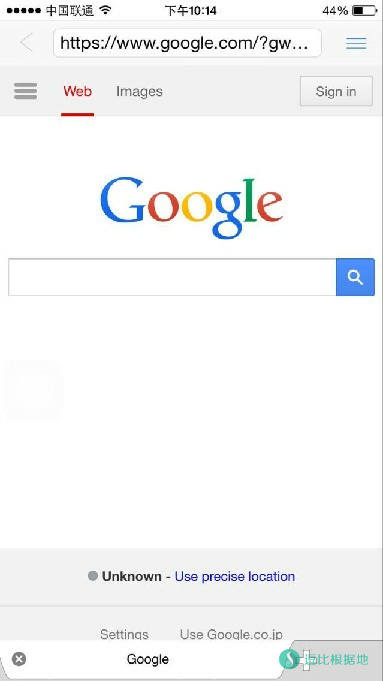 中国联通 下午10:14 44%
https://www.google.com/?gw...
Web Images Sign in
Google
Unknown - Use precise location
Settings Use Google.co.jp
Google
比根据地